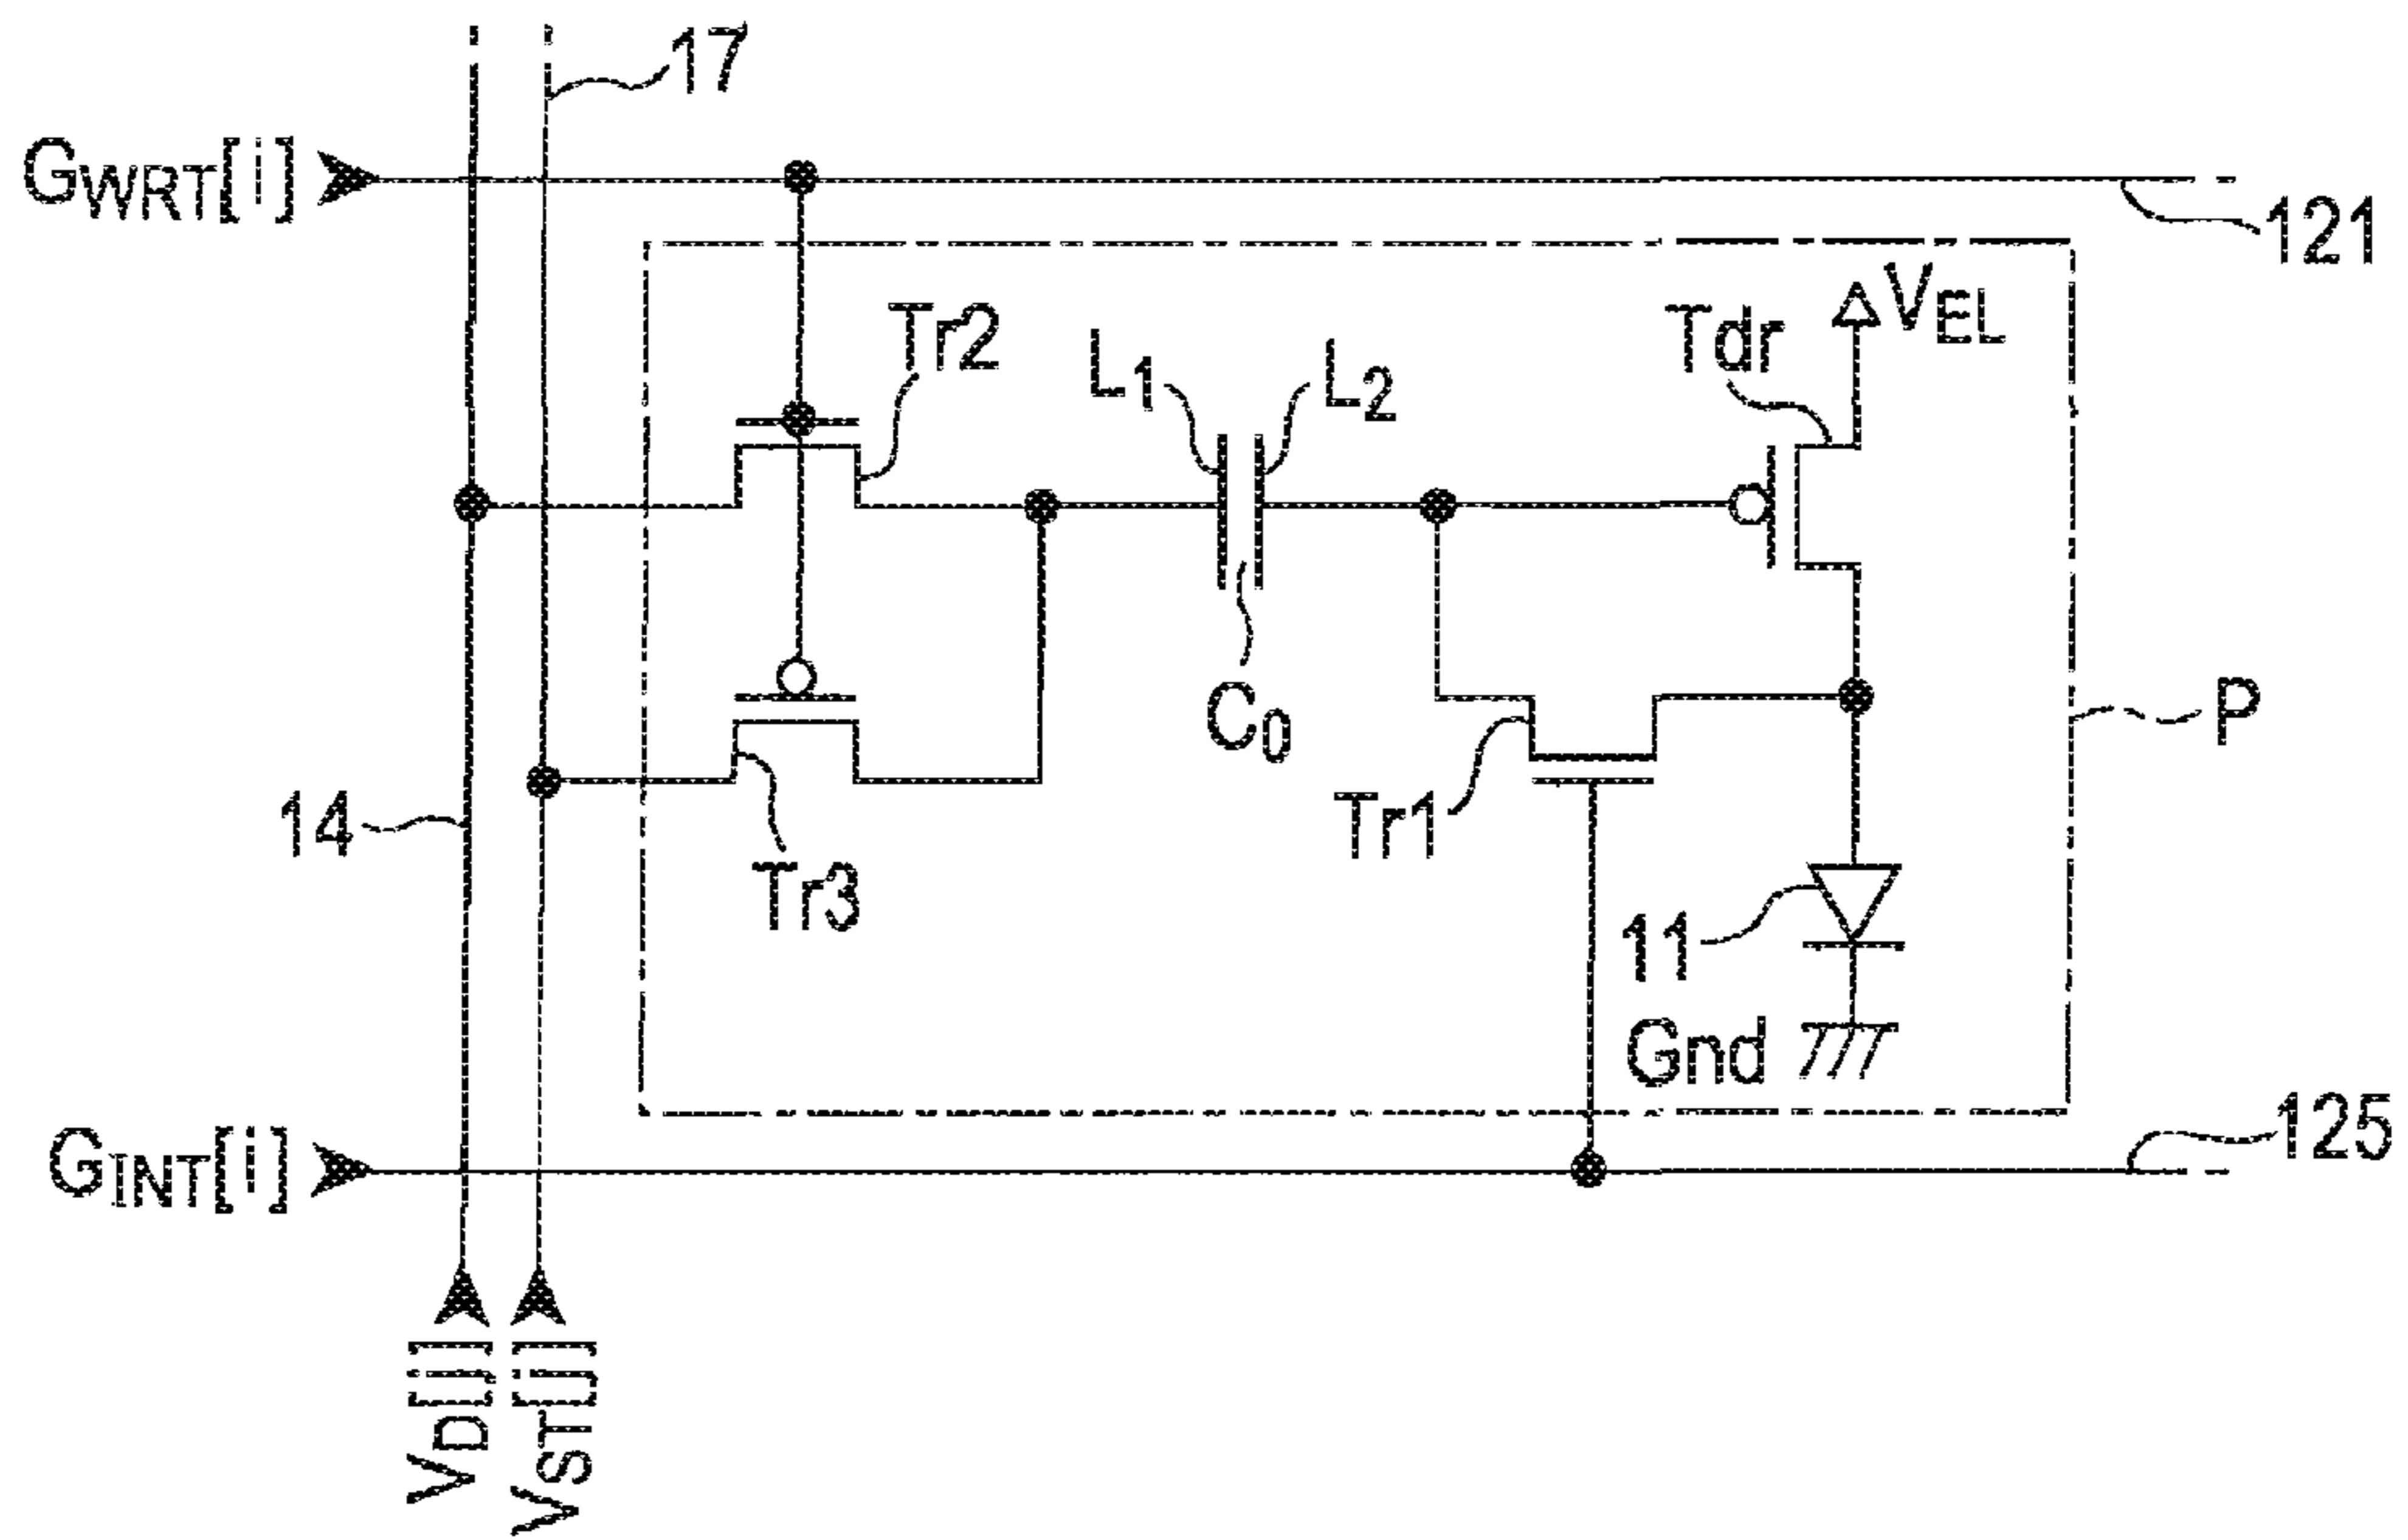 17
GWRT[i]
121
Tr2
L1
L2
Tdr
VEL
C0
P
14
Tr3
Tr1
11
Gnd
GINT[i]
125
VD[j]
VST[j]